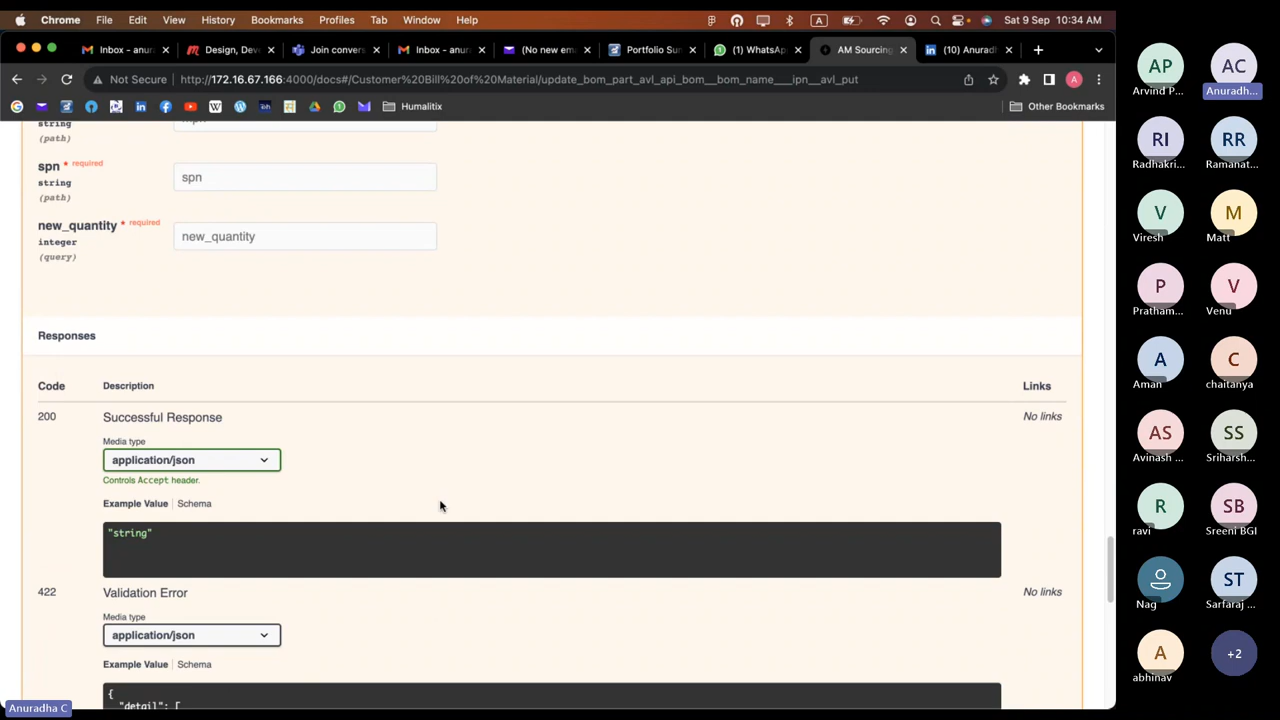 Chrome File Edit View History Bookmarks Profiles Tab Window Help
A Sat 9 Sep 10:34 AM
Inbox - anur
Design, Deve
Join convers
Inbox - anur
(No new em
Portfolio Sum
(1) WhatsApp
AM Sourcing
(10) Anuradh
Not Secure http://172.16.67.166:4000/docs#/Customer%20Bill%20of%20Material/update_bom_part_avl_api_bom__bom_name____ipn__avl_put
A
Humalitix
Other Bookmarks
string
(path)
spn * required
string
(path)
spn
new_quantity * required
integer
(query)
new_quantity
Responses
Code Description Links
200 Successful Response No links
Media type
application/json
Controls Accept header.
Example Value Schema
"string"
422 Validation Error No links
Media type
application/json
Example Value Schema
{
"detail": [
Anuradha C
AP
Arvind P...
AC
Anuradh...
RI
Radhakri...
RR
Ramanat...
V
Viresh
M
Matt
P
Pratham...
V
Venu
A
Aman
C
chaitanya
AS
Avinash ...
SS
Sriharsh...
R
ravi
SB
Sreeni BGI
Nag
ST
Sarfaraj ...
A
abhinav
+2